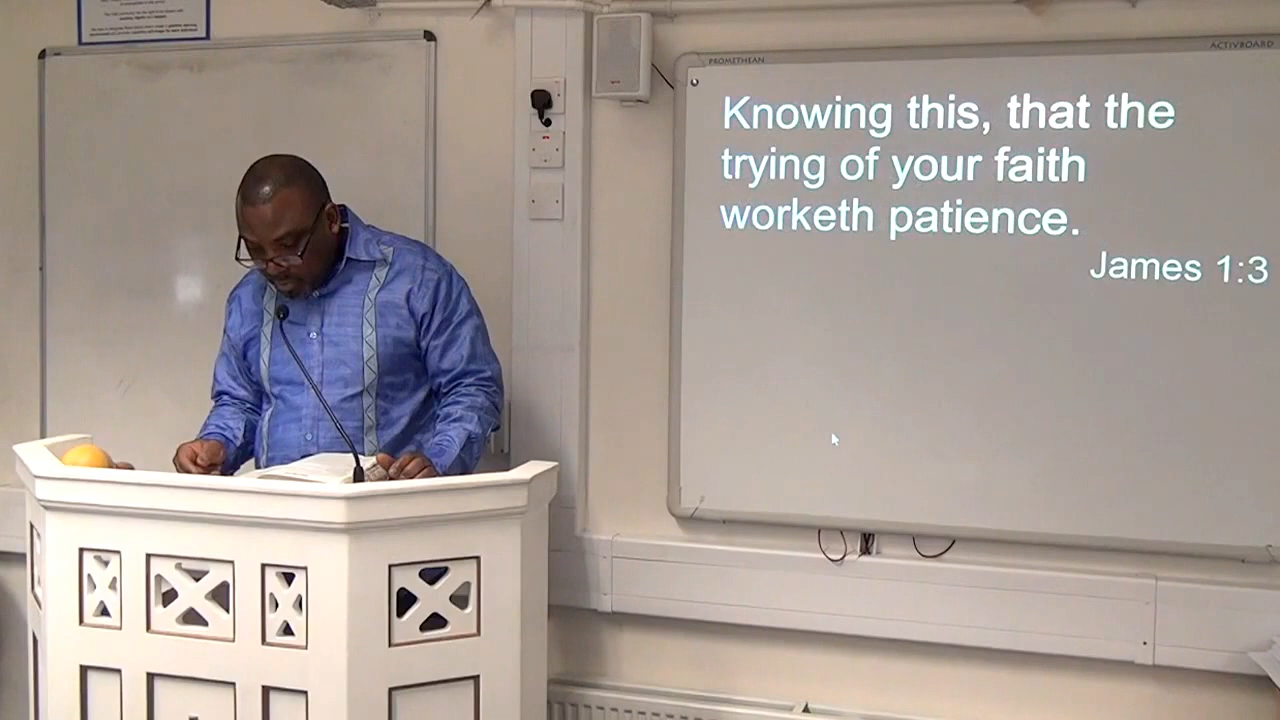 PROMETHEAN
ACTIVBOARD
Knowing this, that the
trying of your faith
worketh patience.
James 1:3